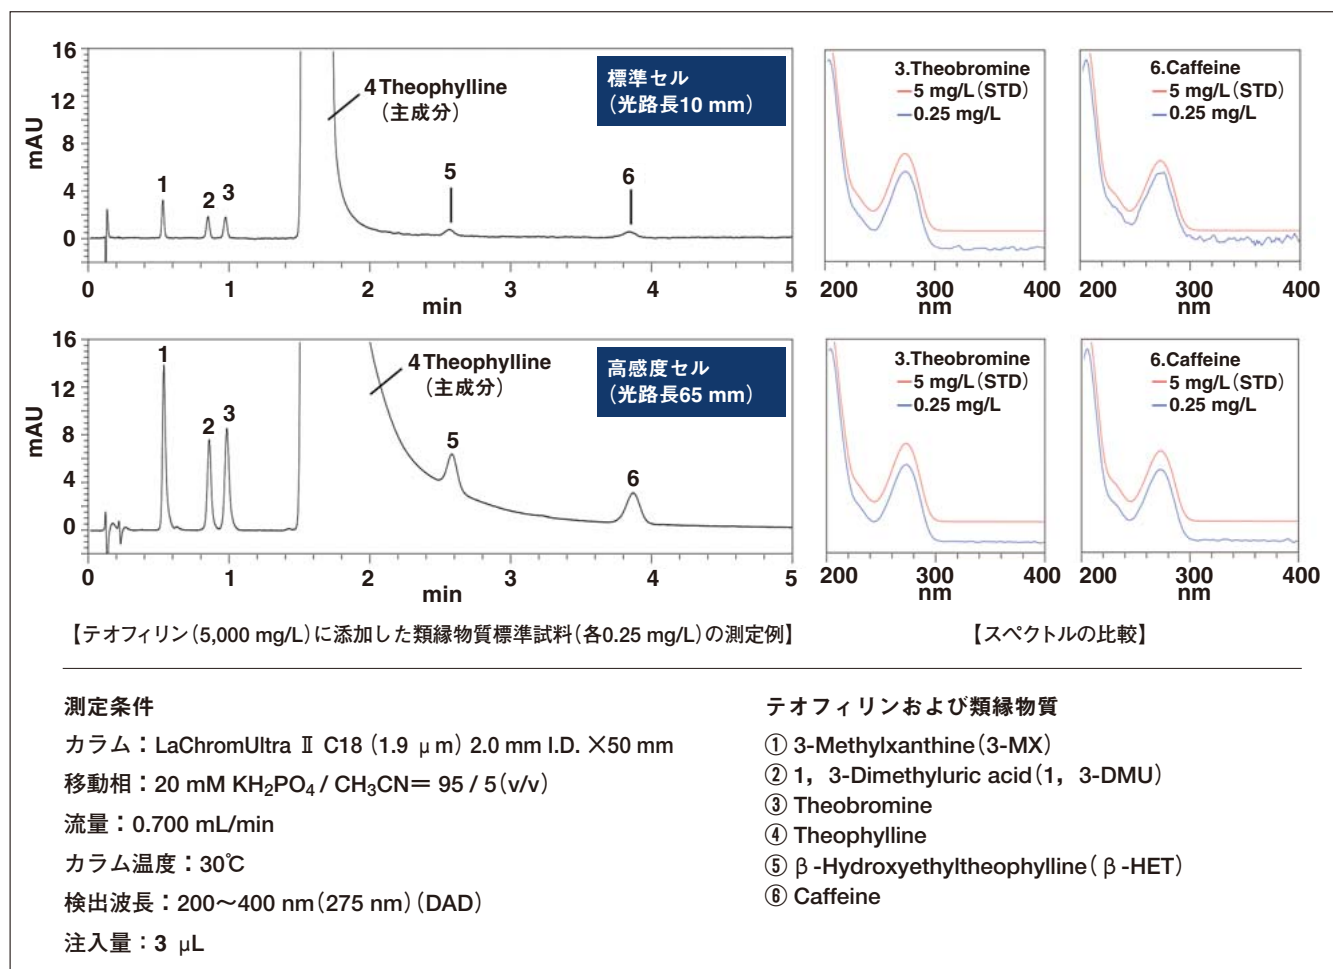 16
12
8
4
0
mAU
1
2
3
4 Theophylline
（主成分）
5
6
標準セル
（光路長10 mm）
0
1
2
3
4
5
min
3.Theobromine
5 mg/L（STD）
0.25 mg/L
200
300
400
nm
6.Caffeine
5 mg/L（STD）
0.25 mg/L
200
300
400
nm
16
12
8
4
0
mAU
1
2
3
4 Theophylline
（主成分）
5
6
高感度セル
（光路長65 mm）
0
1
2
3
4
5
min
3.Theobromine
5 mg/L（STD）
0.25 mg/L
200
300
400
nm
6.Caffeine
5 mg/L（STD）
0.25 mg/L
200
300
400
nm
【テオフィリン（5,000 mg/L）に添加した類縁物質標準試料（各0.25 mg/L）の測定例】
【スペクトルの比較】
測定条件
カラム：LaChromUltra Ⅱ C18 (1.9 μm) 2.0 mm I.D. ×50 mm
移動相：20 mM KH₂PO₄ / CH₃CN＝ 95 / 5（v/v）
流量：0.700 mL/min
カラム温度：30℃
検出波長：200～400 nm（275 nm）（DAD）
注入量：3 μL
テオフィリンおよび類縁物質
① 3-Methylxanthine（3-MX）
② 1，3-Dimethyluric acid（1，3-DMU）
③ Theobromine
④ Theophylline
⑤ β-Hydroxyethyltheophylline（β-HET）
⑥ Caffeine